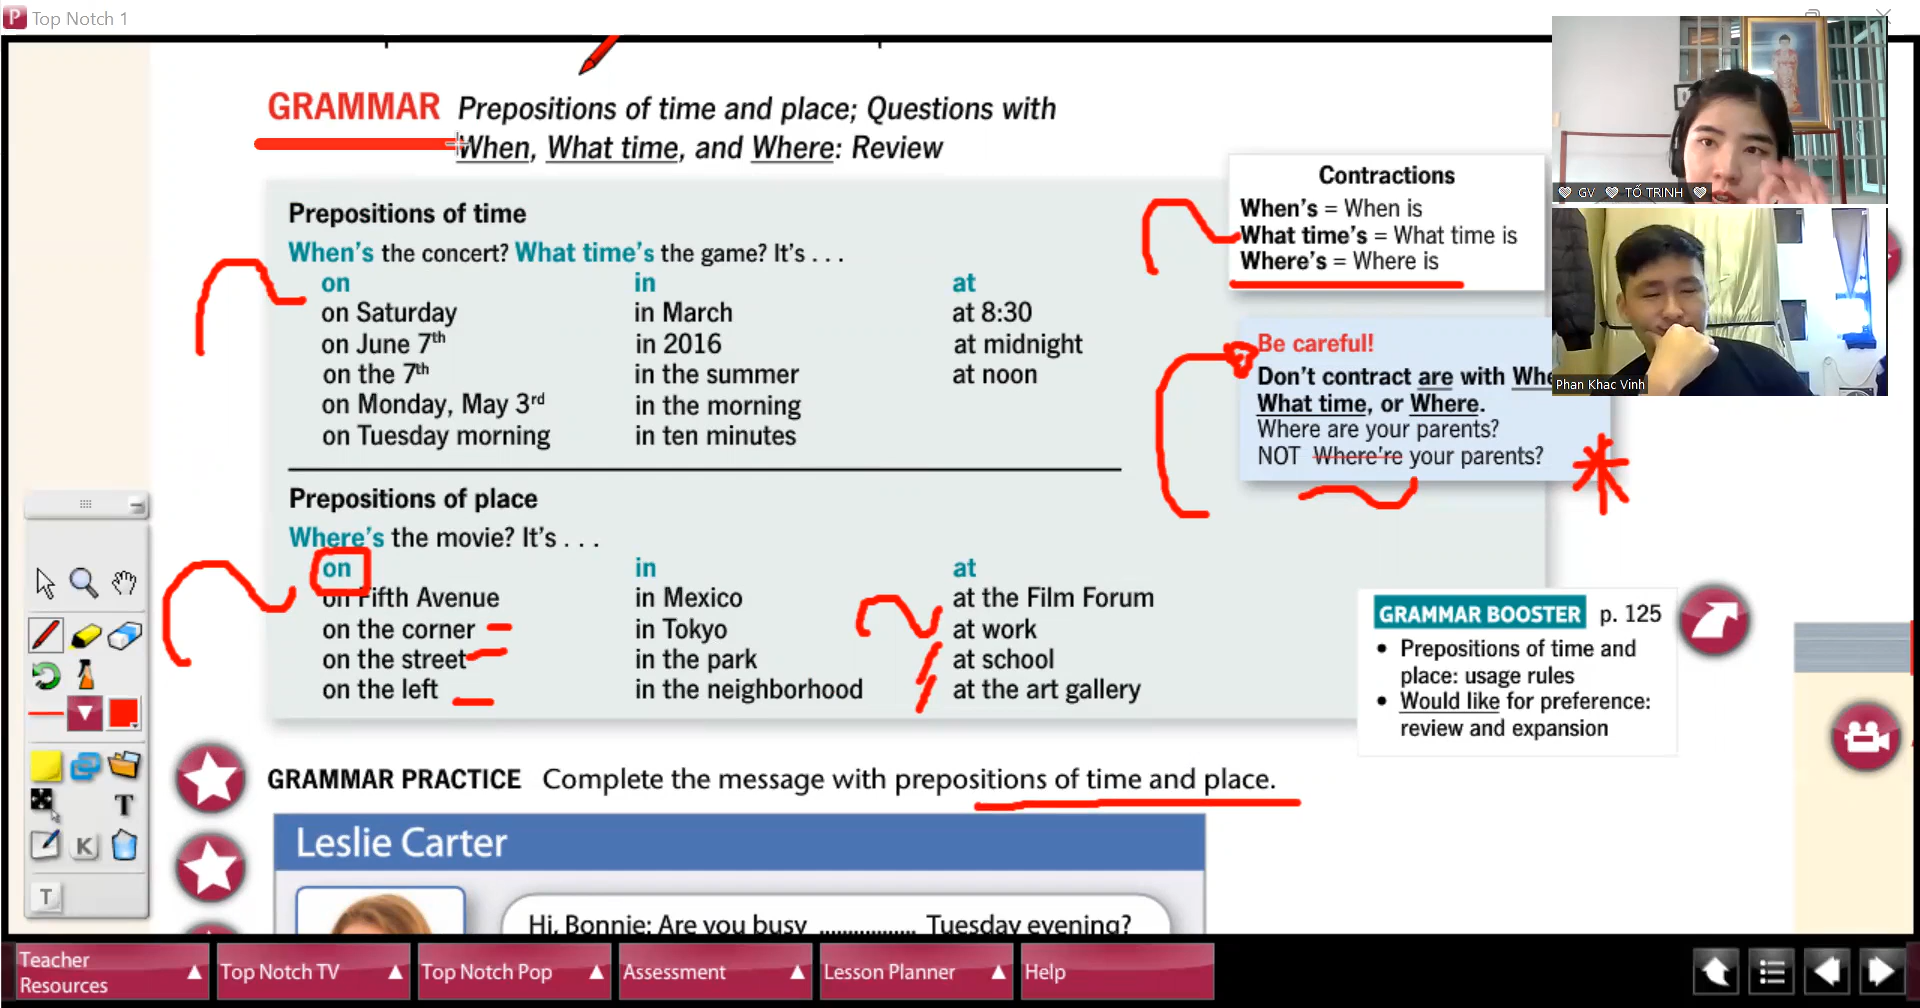 Top Notch 1
GRAMMAR Prepositions of time and place; Questions with
When, What time, and Where: Review
Prepositions of time
When's the concert? What time's the game? It's . . .
on in at
on Saturday in March at 8:30
on June 7th in 2016 at midnight
on the 7th in the summer at noon
on Monday, May 3rd in the morning
on Tuesday morning in ten minutes
Prepositions of place
Where's the movie? It's . . .
on in at
on Fifth Avenue in Mexico at the Film Forum
on the corner in Tokyo at work
on the street in the park at school
on the left in the neighborhood at the art gallery
Contractions
When's = When is
What time's = What time is
Where's = Where is
Be careful!
Don't contract are with Whe
What time, or Where.
Where are your parents?
NOT Where're your parents?
GV TỐ TRINH
Phan Khac Vinh
GRAMMAR BOOSTER p. 125
• Prepositions of time and
place: usage rules
• Would like for preference:
review and expansion
GRAMMAR PRACTICE Complete the message with prepositions of time and place.
Leslie Carter
Hi, Bonnie: Are you busy ................ Tuesday evening?
T
K
T
Teacher
Resources
Top Notch TV
Top Notch Pop
Assessment
Lesson Planner
Help